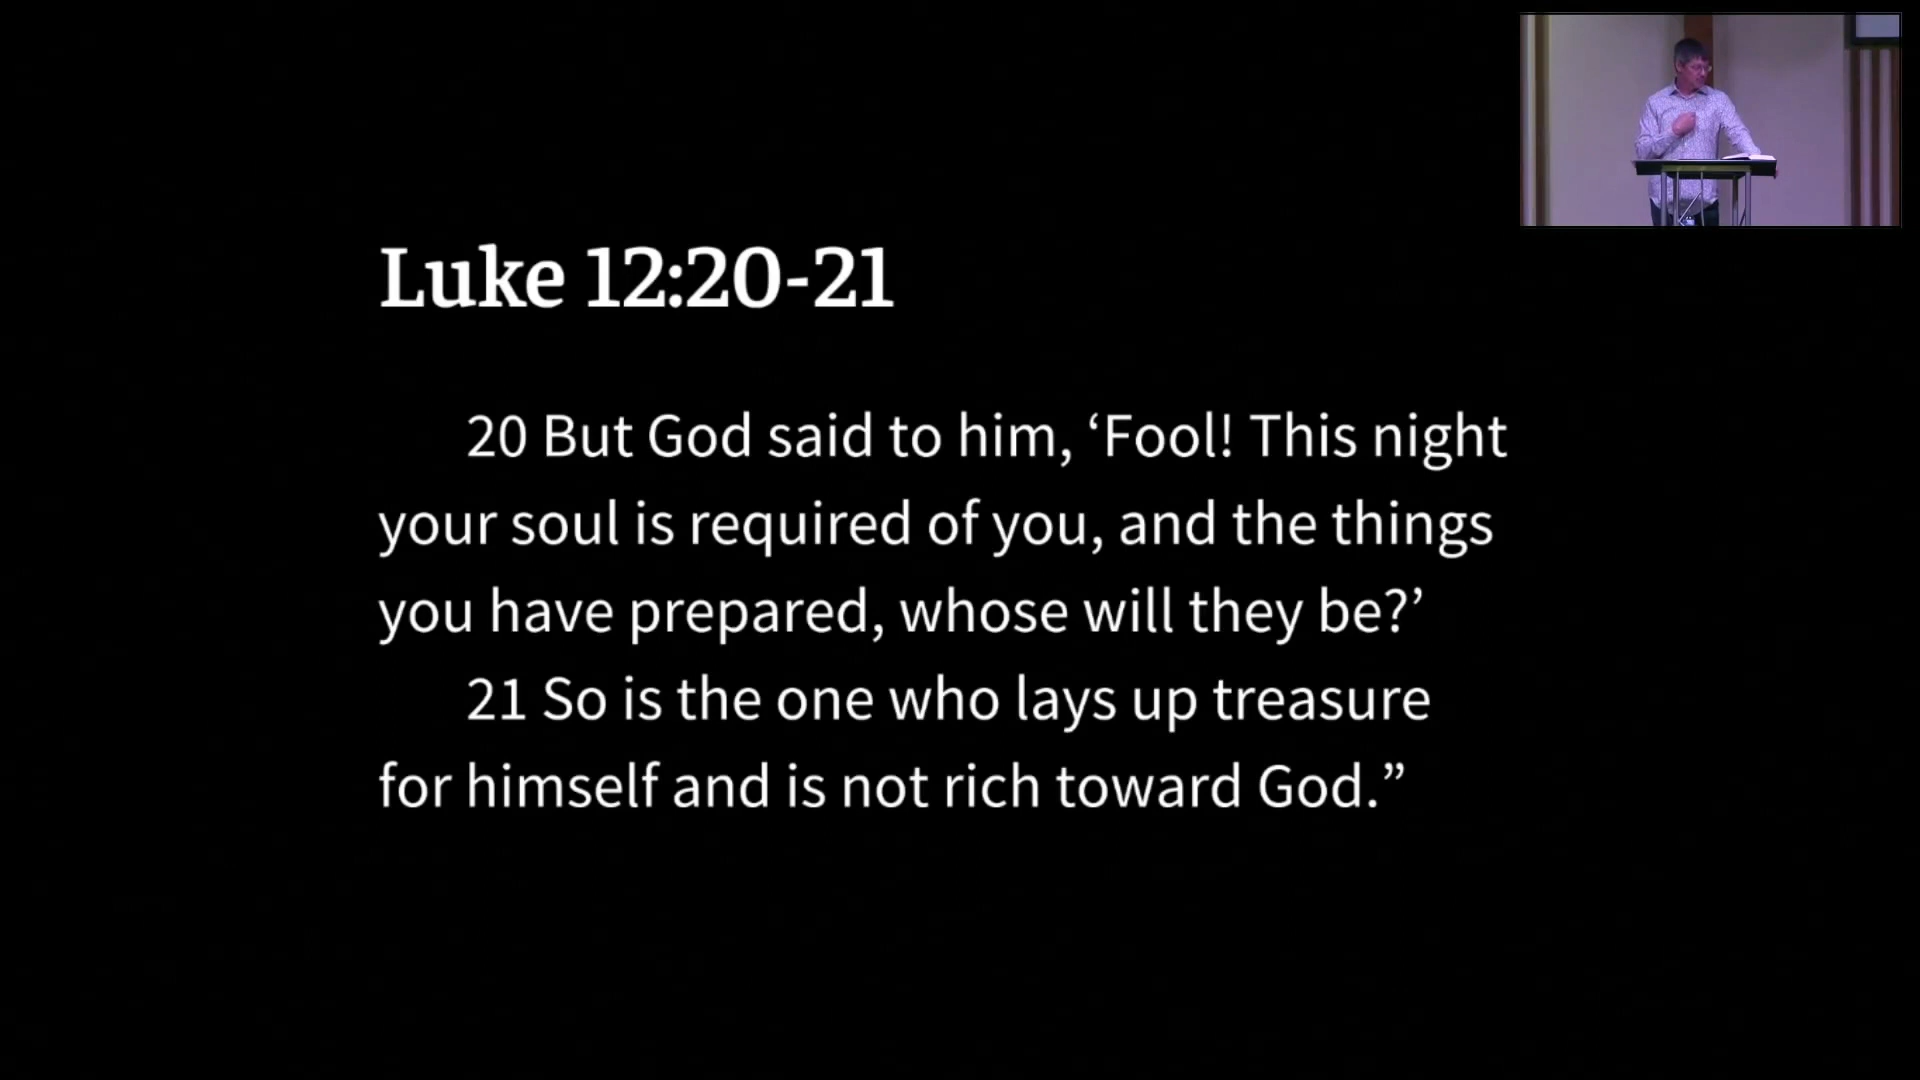 Luke 12:20-21
20 But God said to him, ‘Fool! This night
your soul is required of you, and the things
you have prepared, whose will they be?’
21 So is the one who lays up treasure
for himself and is not rich toward God.”